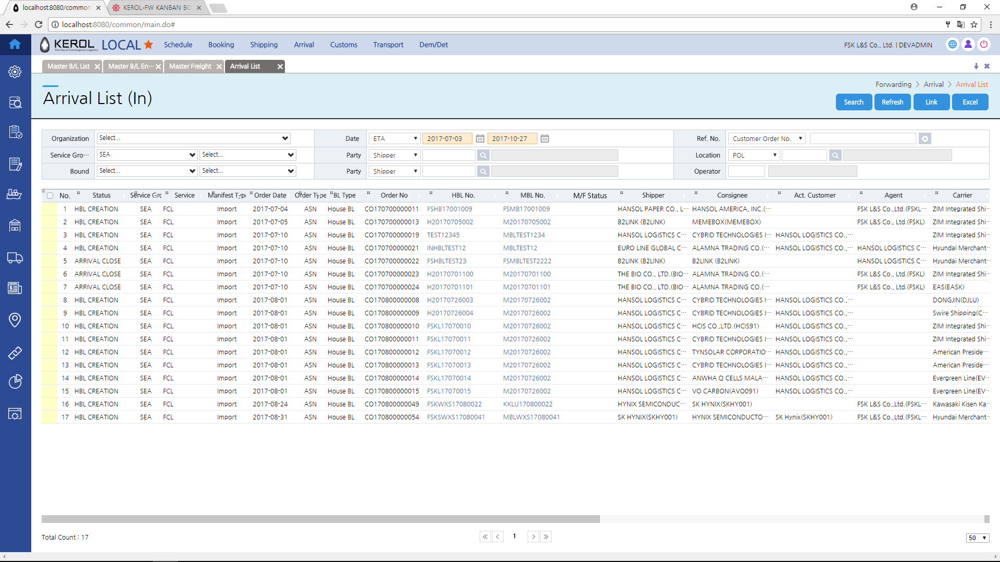 localhost:8080/common
KEROL-FW KANBAN BO
localhost:8080/common/main.do#
KEROL LOCAL
The Key of Convergence Logistics
Schedule Booking Shipping Arrival Customs Transport Dem/Det
FSK L&S Co., Ltd. | DEVADMIN
Master B/L List Master B/L En··· Master Freight Arrival List
Forwarding > Arrival > Arrival List
Arrival List (In)
Search Refresh Link Excel
Organization Select... Date ETA 2017-07-03 2017-10-27 Ref. No. Customer Order No.
Service Gro··· SEA Select... Party Shipper Location POL
Bound Select... Select... Party Shipper Operator
No. Status Service Grc Service Manifest Type Order Date Order Type BL Type Order No HBL No. MBL No. M/F Status Shipper Consignee Act. Customer Agent Carrier
1 HBL CREATION SEA FCL Import 2017-07-04 ASN House BL CO170700000011 FSHB17001009 FSMB17001009 HANSOL PAPER CO., L··· HANSOL AMERICA, INC.(··· FSK L&S Co.,Ltd.(FSKL··· ZIM Integrated Shi··
2 HBL CREATION SEA FCL Import 2017-07-05 ASN House BL CO170700000013 H20170705002 M20170705002 B2LINK (B2LINK) MEMEBOX(MEMEBOX) FSK L&S Co., Ltd.(FSKL) ZIM Integrated Shi··
3 HBL CREATION SEA FCL Import 2017-07-10 ASN House BL CO170700000019 TEST12345 MBLTEST1234 HANSOL LOGISTICS C··· CYBRID TECHNOLOGIES I··· HANSOL LOGISTICS CO.,··· ZIM Integrated Shi··
4 HBL CREATION SEA FCL Import 2017-07-10 ASN House BL CO170700000021 INHBLTEST12 MBLTEST12 EURO LINE GLOBAL C··· ALAMNA TRADING CO.(··· HANSOL LOGISTICS CO.,··· HANSOL LOGISTICS C··· Hyundai Merchant··
5 ARRIVAL CLOSE SEA FCL Import 2017-07-10 ASN House BL CO170700000022 FSHBLTEST23 FSMBLTEST2222 B2LINK (B2LINK) B2LINK (B2LINK) HANSOL LOGISTICS C··· Hyundai Merchant··
6 ARRIVAL CLOSE SEA FCL Import 2017-07-10 ASN House BL CO170700000023 H20170701100 M20170701100 THE BIO CO., LTD.(BIO··· ALAMNA TRADING CO.(··· FSK L&S Co., Ltd.(FSKL) ZIM Integrated Shi··
7 ARRIVAL CLOSE SEA FCL Import 2017-07-10 ASN House BL CO170700000024 H20170701101 M20170701101 THE BIO CO., LTD.(BIO··· ALAMNA TRADING CO.(··· FSK L&S Co., Ltd.(FSKL) EAS(EASK)
8 HBL CREATION SEA FCL Import 2017-08-01 ASN House BL CO170800000008 H20170726003 M20170726002 HANSOL LOGISTICS C··· CYBRID TECHNOLOGIES I··· HANSOL LOGISTICS CO.,··· DONGJIN(DJLU)
9 HBL CREATION SEA FCL Import 2017-08-01 ASN House BL CO170800000009 H20170726004 M20170726002 HANSOL LOGISTICS C··· CYBRID TECHNOLOGIES I··· HANSOL LOGISTICS CO.,··· Swire Shipping(C···
10 HBL CREATION SEA FCL Import 2017-08-01 ASN House BL CO170800000010 FSKL17070010 M20170726002 HANSOL LOGISTICS C··· HCIS CO.,LTD.(HCIS91) HANSOL LOGISTICS CO.,··· ZIM Integrated Shi··
11 HBL CREATION SEA FCL Import 2017-08-01 ASN House BL CO170800000011 FSKL17070011 M20170726002 HANSOL LOGISTICS C··· CYBRID TECHNOLOGIES I··· HANSOL LOGISTICS CO.,··· ZIM Integrated Shi··
12 HBL CREATION SEA FCL Import 2017-08-01 ASN House BL CO170800000012 FSKL17070012 M20170726002 HANSOL LOGISTICS C··· TYNSOLAR CORPORATIO··· HANSOL LOGISTICS CO.,··· American Preside···
13 HBL CREATION SEA FCL Import 2017-08-01 ASN House BL CO170800000013 FSKL17070013 M20170726002 HANSOL LOGISTICS C··· CYBRID TECHNOLOGIES I··· HANSOL LOGISTICS CO.,··· American Preside···
14 HBL CREATION SEA FCL Import 2017-08-01 ASN House BL CO170800000014 FSKL17070014 M20170726002 HANSOL LOGISTICS C··· ANWHA Q CELLS MALA··· HANSOL LOGISTICS CO.,··· Evergreen Line(EV··
15 HBL CREATION SEA FCL Import 2017-08-01 ASN House BL CO170800000015 FSKL17070015 M20170726002 HANSOL LOGISTICS C··· VO CARBON(AVO091) HANSOL LOGISTICS CO.,··· Evergreen Line(EV··
16 HBL CREATION SEA FCL Import 2017-08-24 ASN House BL CO170800000049 FSKWXS17080022 KKLU170800022 HYNIX SEMICONDUC··· SK HYNIX(SKHY001) FSK L&S Co.,Ltd.(FSKL··· Kawasaki Kisen Ka··
17 HBL CREATION SEA FCL Import 2017-08-31 ASN House BL CO170800000054 FSKSWXS17080041 MBLWXS17080041 SK HYNIX(SKHY001) HYNIX SEMICONDUCTO··· SK Hynix(SKHY001) FSK L&S Co.,Ltd.(FSKL··· Hyundai Merchant··
Total Count : 17
1
50